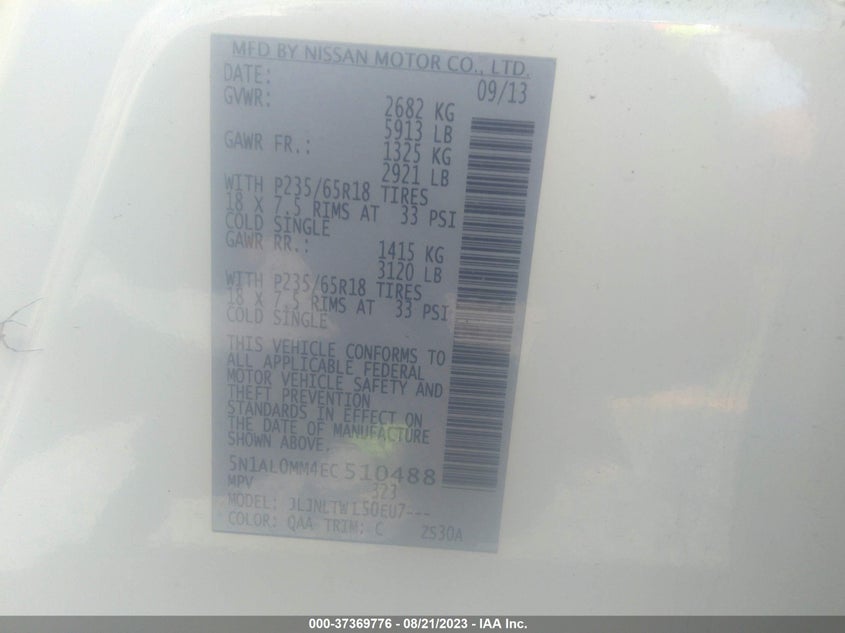 MFD BY NISSAN MOTOR CO., LTD.
DATE: 09/13
GVWR: 2682 KG
5913 LB
GAWR FR.: 1325 KG
2921 LB
WITH P235/65R18 TIRES
18 X 7.5 RIMS AT 33 PSI
COLD SINGLE
GAWR RR.: 1415 KG
3120 LB
WITH P235/65R18 TIRES
18 X 7.5 RIMS AT 33 PSI
COLD SINGLE
THIS VEHICLE CONFORMS TO
ALL APPLICABLE FEDERAL
MOTOR VEHICLE SAFETY AND
THEFT PREVENTION
STANDARDS IN EFFECT ON
THE DATE OF MANUFACTURE
SHOWN ABOVE.
5N1AL0MM4EC510488
MPV 323
MODEL: JLJNLTWL50EU7---
COLOR: QAA TRIM: C ZS30A
000-37369776 - 08/21/2023 - IAA Inc.